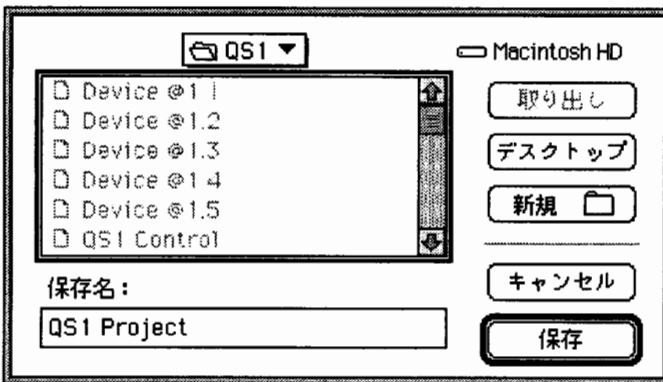 QS1 ▼
Macintosh HD
Device @1.1
Device @1.2
Device @1.3
Device @1.4
Device @1.5
QS1 Control
取り出し
デスクトップ
新規
保存名：
QS1 Project
キャンセル
保存